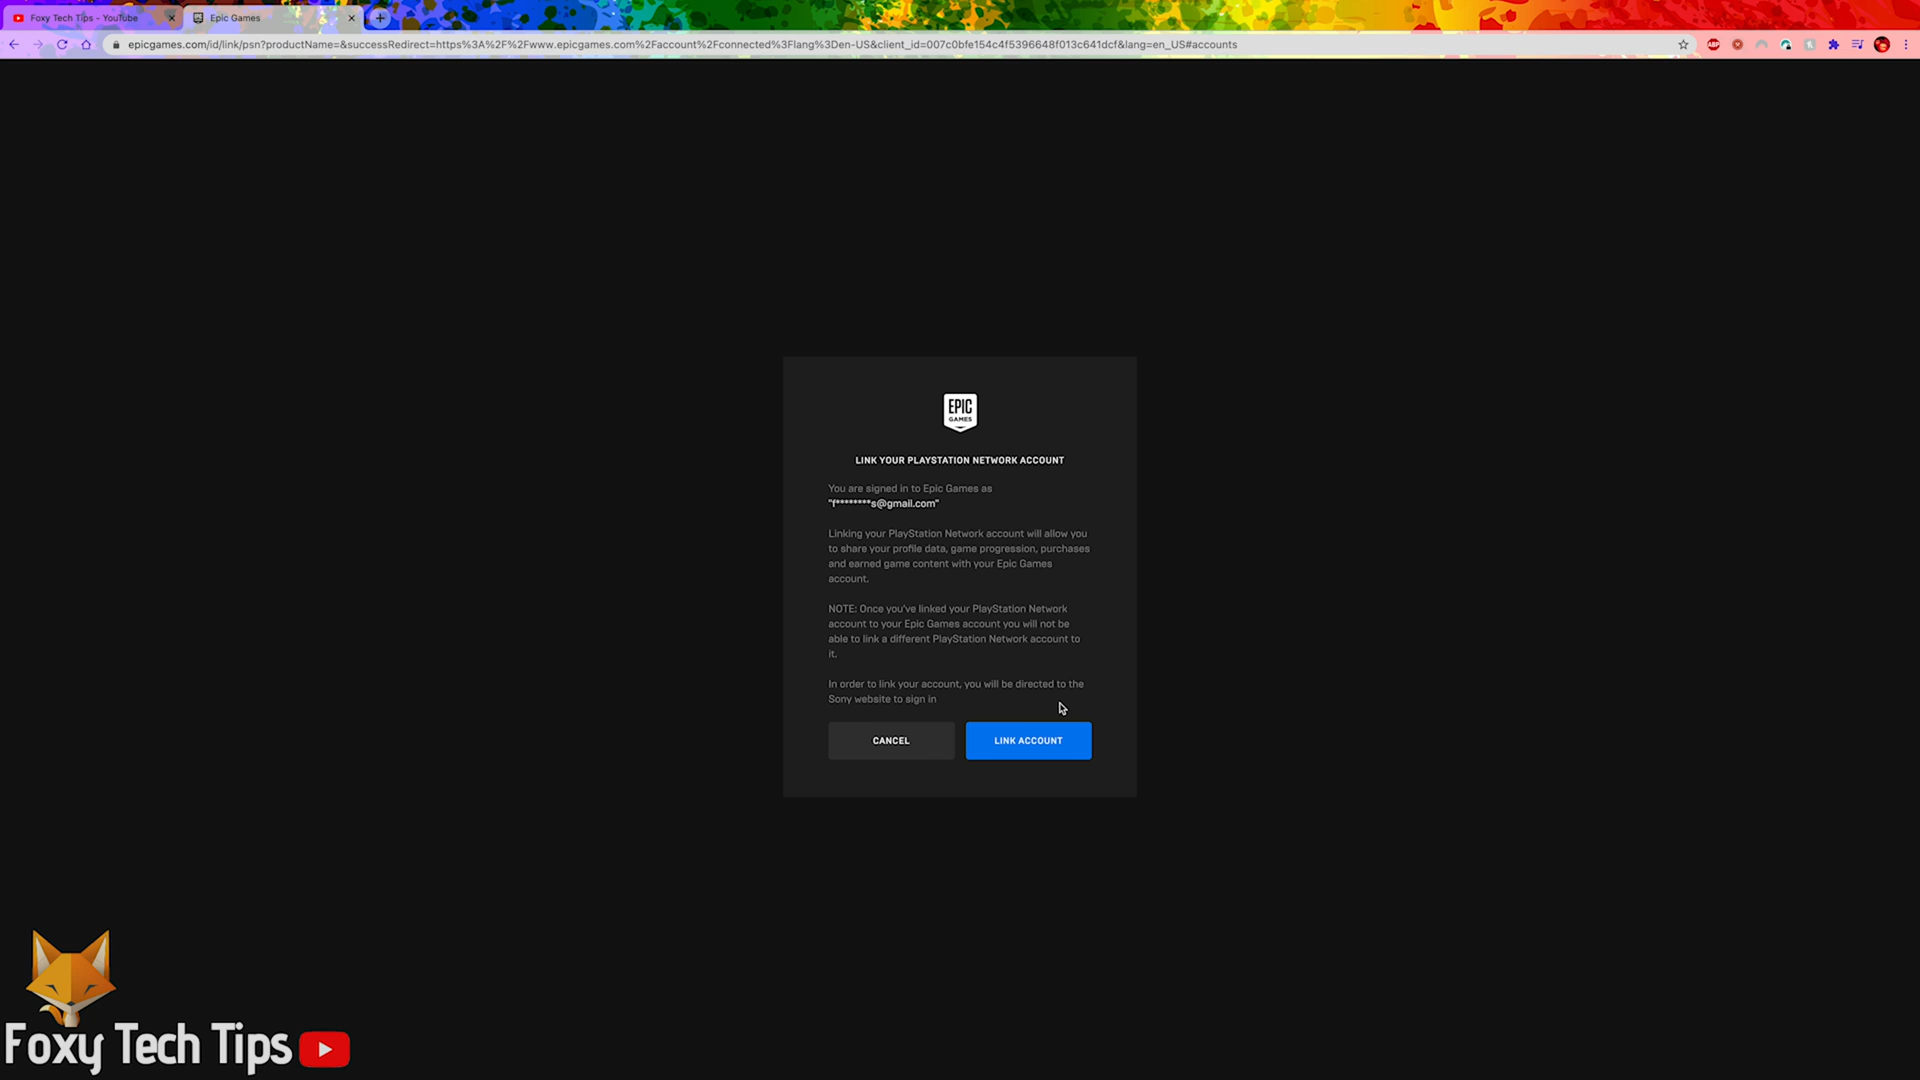 Foxy Tech Tips - YouTube
Epic Games
epicgames.com/id/link/psn?productName=&successRedirect=https%3A%2F%2Fwww.epicgames.com%2Faccount%2Fconnected%3Flang%3Den-US&client_id=007c0bfe154c4f5396648f013c641dcf&lang=en_US#accounts
ABP
EPIC
GAMES
LINK YOUR PLAYSTATION NETWORK ACCOUNT
You are signed in to Epic Games as
"f********s@gmail.com"
Linking your PlayStation Network account will allow you
to share your profile data, game progression, purchases
and earned game content with your Epic Games
account.
NOTE: Once you've linked your PlayStation Network
account to your Epic Games account you will not be
able to link a different PlayStation Network account to
it.
In order to link your account, you will be directed to the
Sony website to sign in
CANCEL
LINK ACCOUNT
Foxy Tech Tips